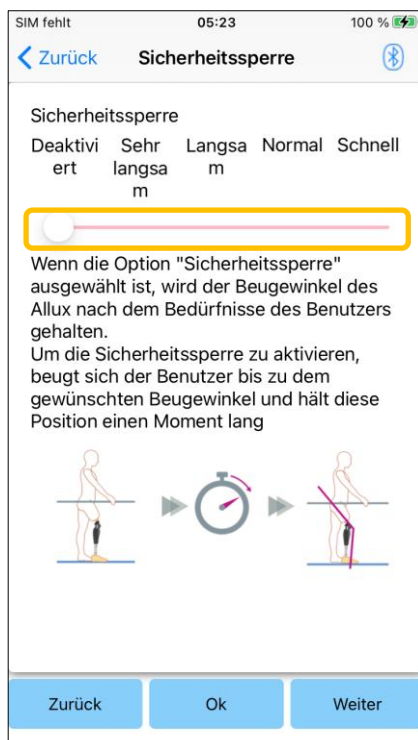 SIM fehlt 05:23 100 %
Zurück Sicherheitssperre
Sicherheitssperre
Deaktivi Sehr Langsa Normal Schnell
ert langsa m
m
Wenn die Option "Sicherheitssperre"
ausgewählt ist, wird der Beugewinkel des
Allux nach dem Bedürfnisse des Benutzers
gehalten.
Um die Sicherheitssperre zu aktivieren,
beugt sich der Benutzer bis zu dem
gewünschten Beugewinkel und hält diese
Position einen Moment lang
Zurück Ok Weiter